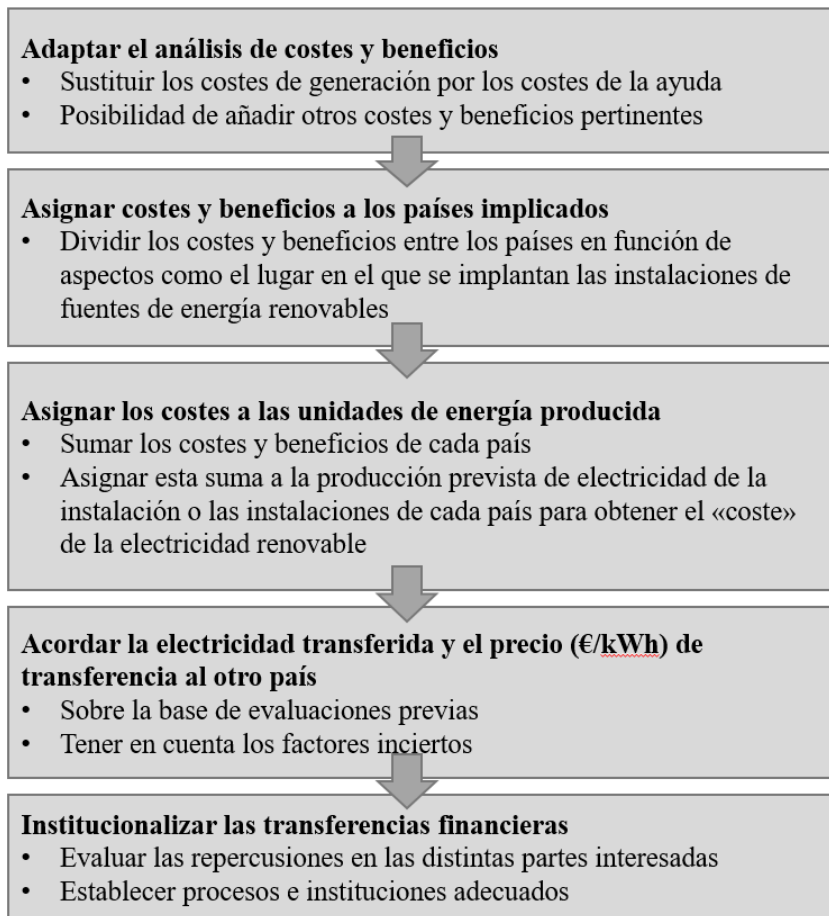 Adaptar el análisis de costes y beneficios
• Sustituir los costes de generación por los costes de la ayuda
• Posibilidad de añadir otros costes y beneficios pertinentes
Asignar costes y beneficios a los países implicados
• Dividir los costes y beneficios entre los países en función de
aspectos como el lugar en el que se implantan las instalaciones de
fuentes de energía renovables
Asignar los costes a las unidades de energía producida
• Sumar los costes y beneficios de cada país
• Asignar esta suma a la producción prevista de electricidad de la
instalación o las instalaciones de cada país para obtener el «coste»
de la electricidad renovable
Acordar la electricidad transferida y el precio (€/kWh) de
transferencia al otro país
• Sobre la base de evaluaciones previas
• Tener en cuenta los factores inciertos
Institucionalizar las transferencias financieras
• Evaluar las repercusiones en las distintas partes interesadas
• Establecer procesos e instituciones adecuados